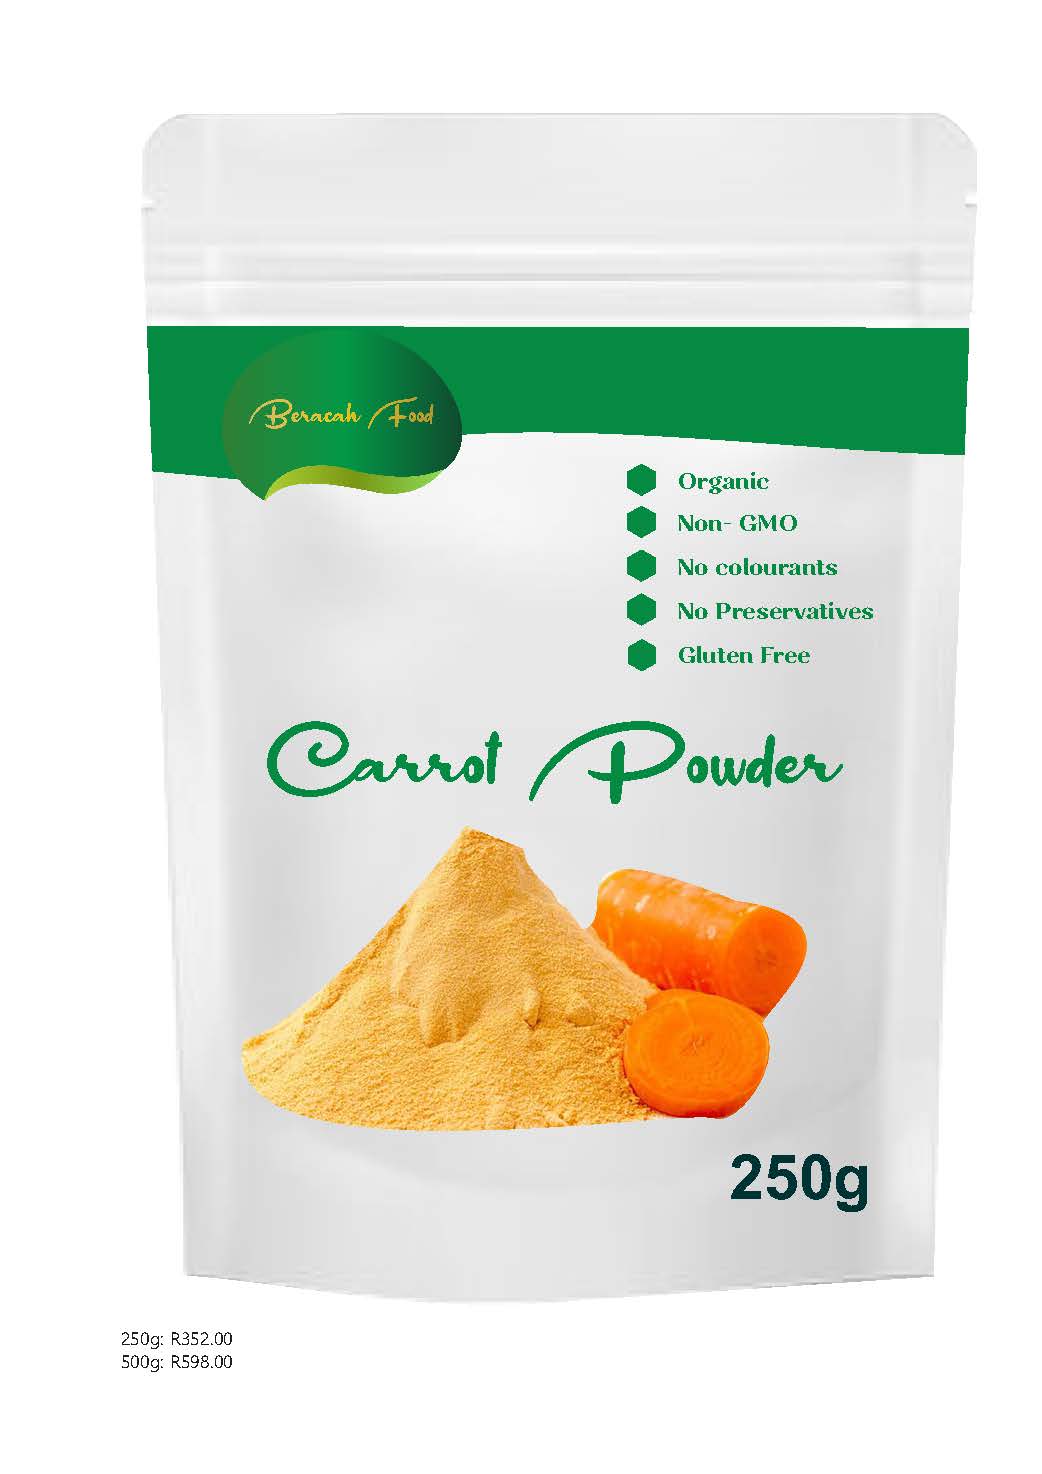 Beracah Food
Organic
Non- GMO
No colourants
No Preservatives
Gluten Free
Carrot Powder
250g
250g: R352.00
500g: R598.00